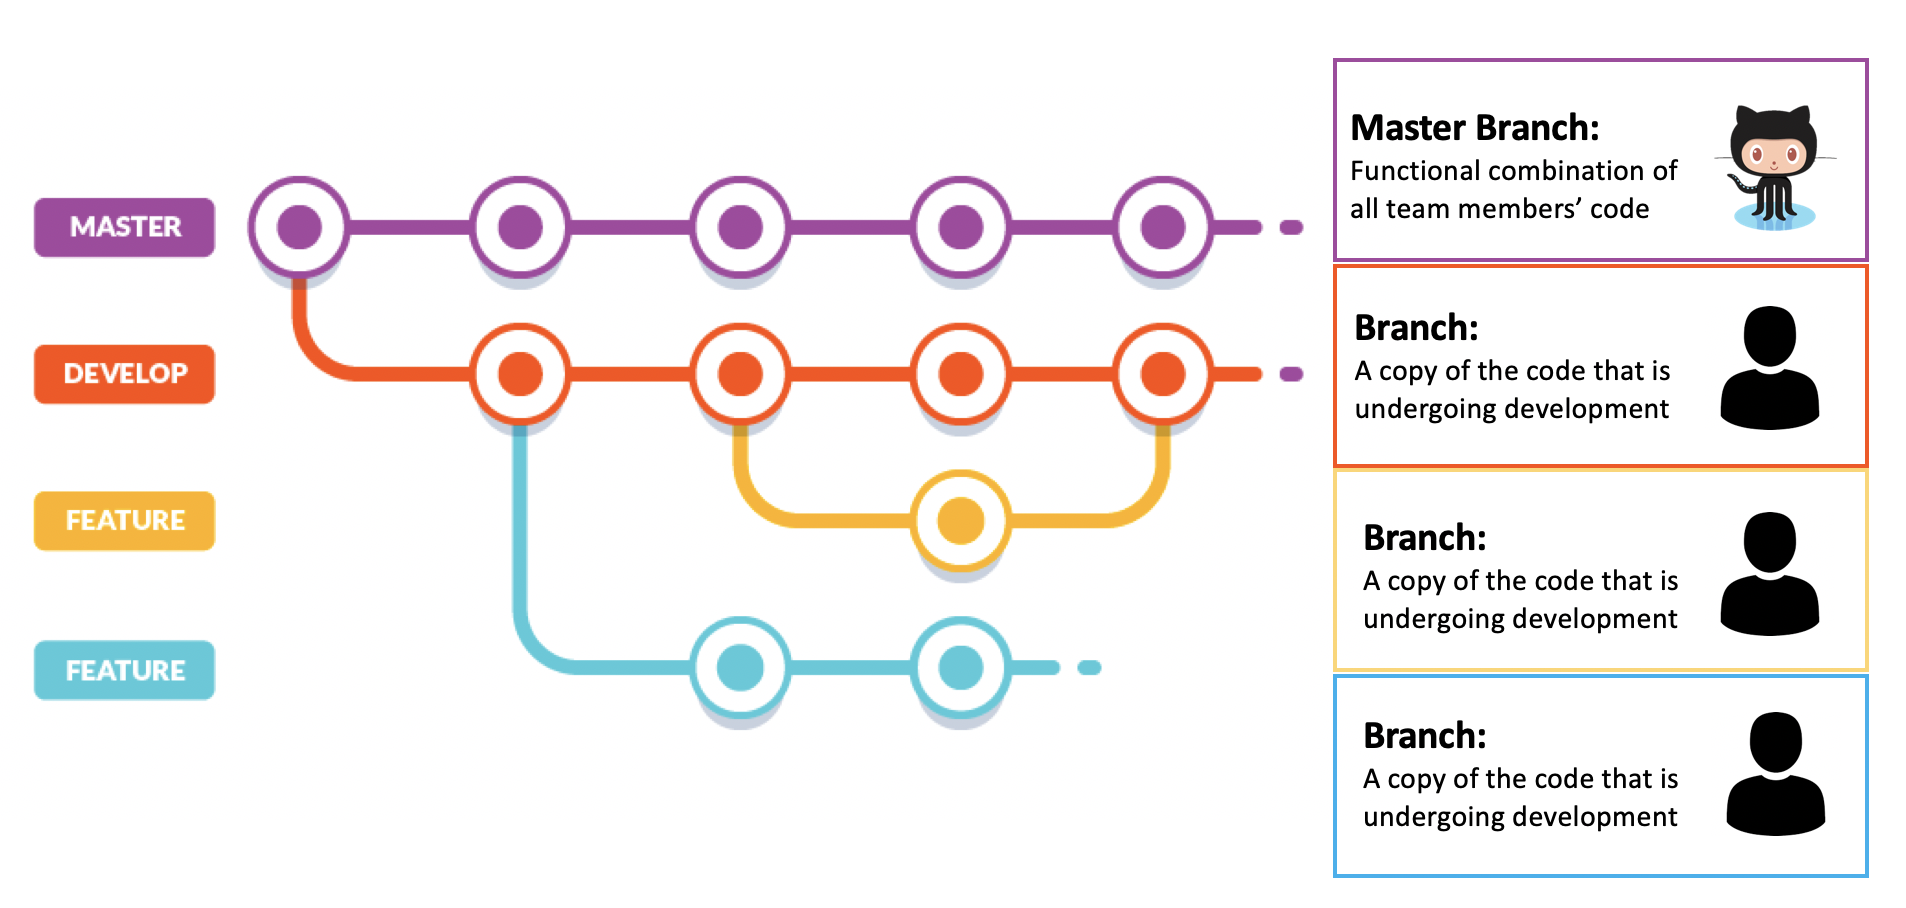 MASTER
DEVELOP
FEATURE
FEATURE
Master Branch:
Functional combination of
all team members’ code
Branch:
A copy of the code that is
undergoing development
Branch:
A copy of the code that is
undergoing development
Branch:
A copy of the code that is
undergoing development